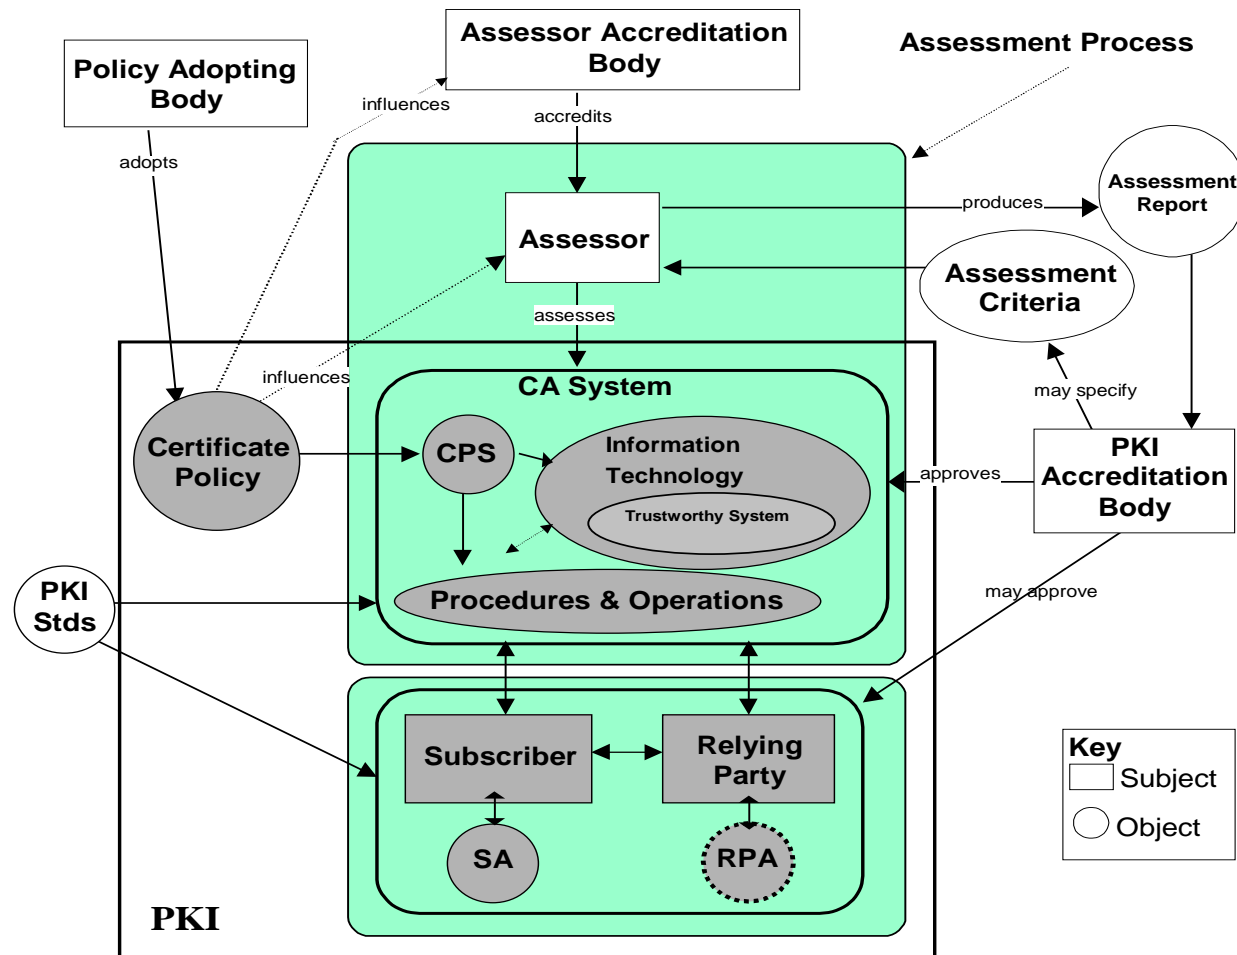 Assessor Accreditation
Body
Assessment Process
Policy Adopting
Body
influences
accredits
adopts
Assessment
Report
produces
Assessor
Assessment
Criteria
assesses
influences
CA System
may specify
Certificate
Policy
CPS
Information
Technology
Trustworthy System
approves
PKI
Accreditation
Body
PKI
Stds
Procedures & Operations
may approve
Subscriber
Relying
Party
Key
Subject
Object
SA
RPA
PKI